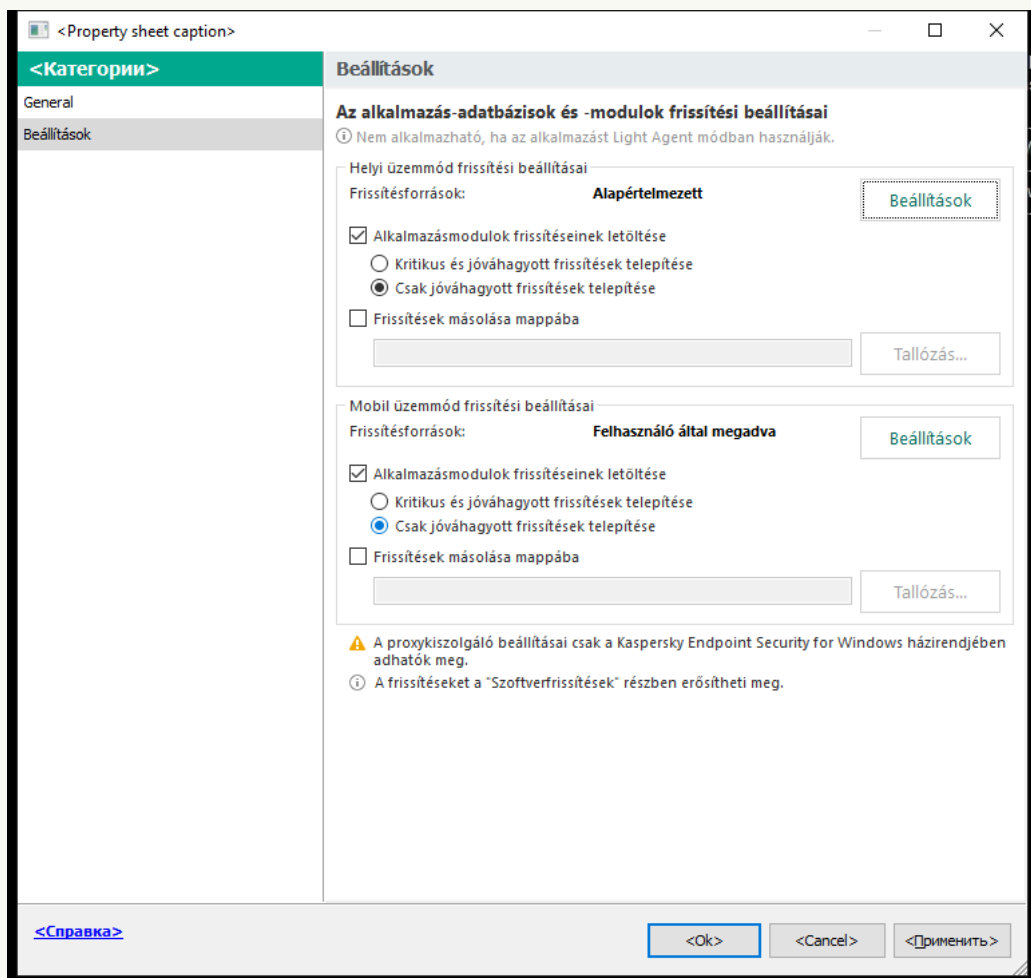 <Property sheet caption>
<Категории>
General
Beállítások
Beállítások
Az alkalmazás-adatbázisok és -modulok frissítési beállításai
Nem alkalmazható, ha az alkalmazást Light Agent módban használják.
Helyi üzemmód frissítési beállításai
Frissítésforrások: Alapértelmezett Beállítások
Alkalmazásmodulok frissítéseinek letöltése
Kritikus és jóváhagyott frissítések telepítése
Csak jóváhagyott frissítések telepítése
Frissítések másolása mappába
Tallózás...
Mobil üzemmód frissítési beállításai
Frissítésforrások: Felhasználó által megadva Beállítások
Alkalmazásmodulok frissítéseinek letöltése
Kritikus és jóváhagyott frissítések telepítése
Csak jóváhagyott frissítések telepítése
Frissítések másolása mappába
Tallózás...
A proxykiszolgáló beállításai csak a Kaspersky Endpoint Security for Windows házirendjében
adhatók meg.
A frissítéseket a "Szoftverfrissítések" részben erősítheti meg.
<Справка>
<Ok> <Cancel> <Применить>